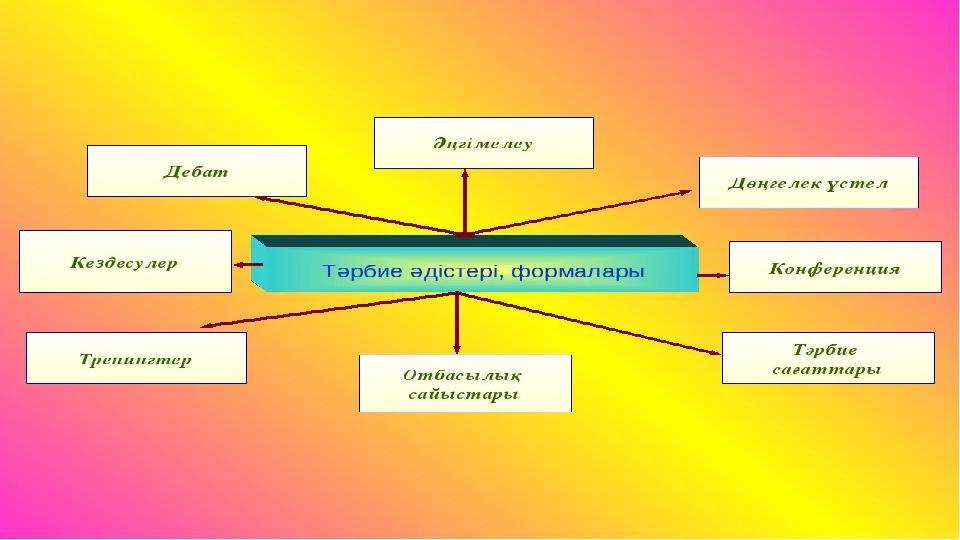 Әңгімелеу
Дебат
Дөңгелек үстел
Кездесулер
Тәрбие әдістері, формалары
Конференция
Тренингтер
Отбасылық
сайыстары
Тәрбие
сағаттары